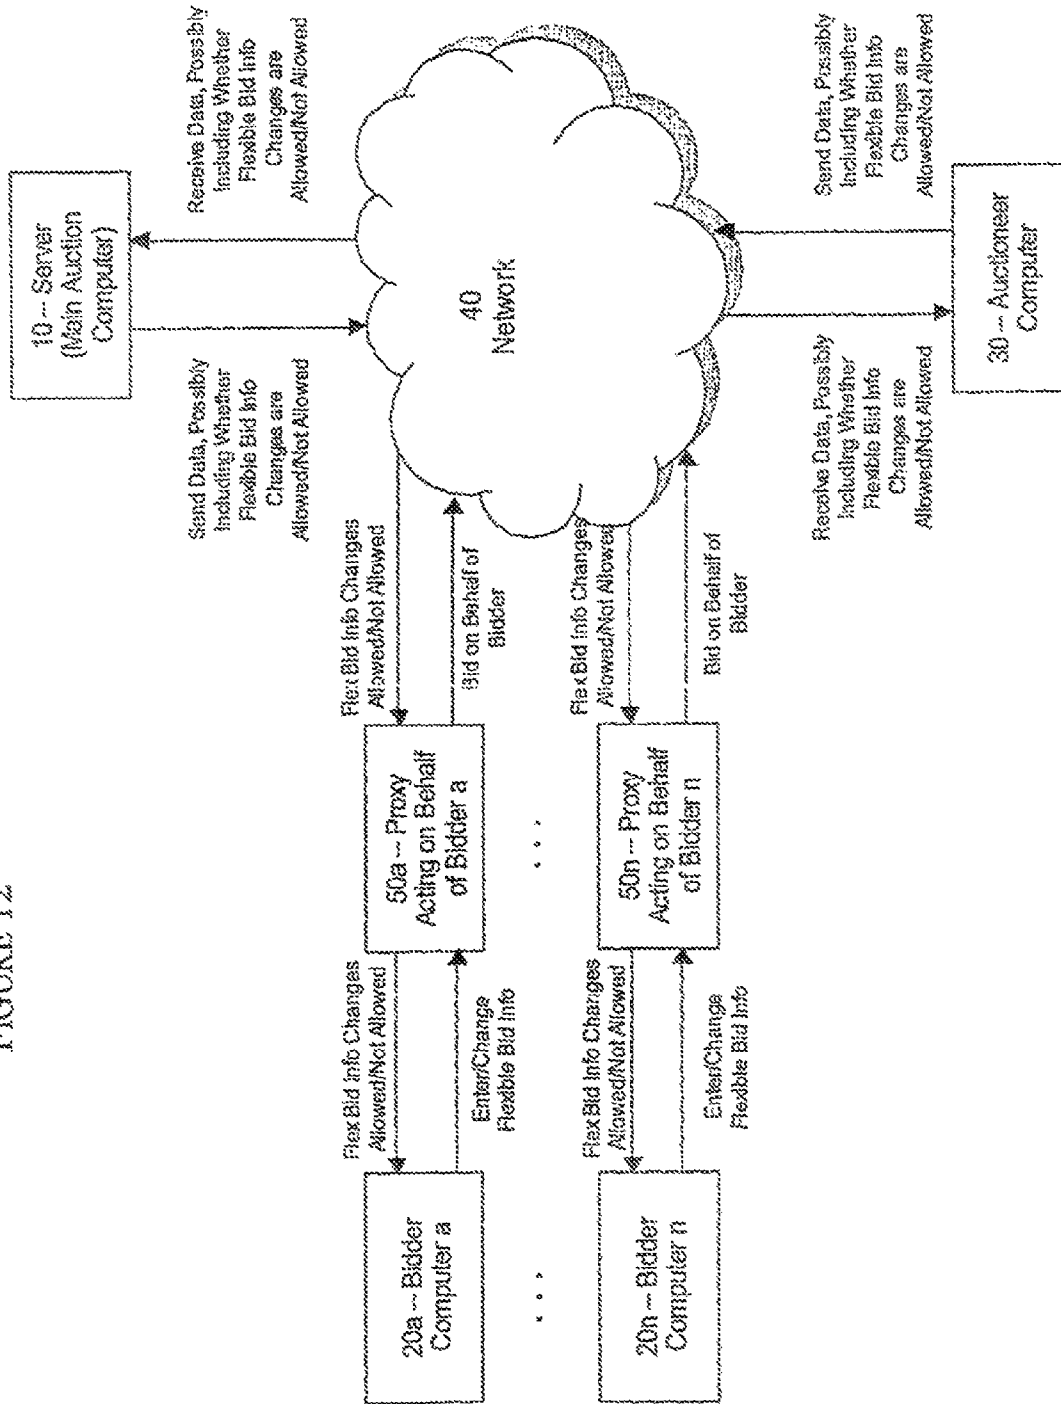 FIGURE 12
20a -- Bidder
Computer a
20n -- Bidder
Computer n
Flex Bid Info Changes
Allowed/Not Allowed
Enter/Change
Flexible Bid Info
Flex Bid Info Changes
Allowed/Not Allowed
Enter/Change
Flexible Bid Info
50a -- Proxy
Acting on Behalf
of Bidder a
50n -- Proxy
Acting on Behalf
of Bidder n
Flex Bid Info Changes
Allowed/Not Allowed
Bid on Behalf of
Bidder
Flex Bid Info Changes
Allowed/Not Allowed
Bid on Behalf of
Bidder
40
Network
10 -- Server
(Main Auction
Computer)
Send Data, Possibly
Including Whether
Flexible Bid Info
Changes are
Allowed/Not Allowed
Receive Data, Possibly
Including Whether
Flexible Bid Info
Changes are
Allowed/Not Allowed
Receive Data, Possibly
Including Whether
Flexible Bid Info
Changes are
Allowed/Not Allowed
Send Data, Possibly
Including Whether
Flexible Bid Info
Changes are
Allowed/Not Allowed
30 -- Auctioneer
Computer